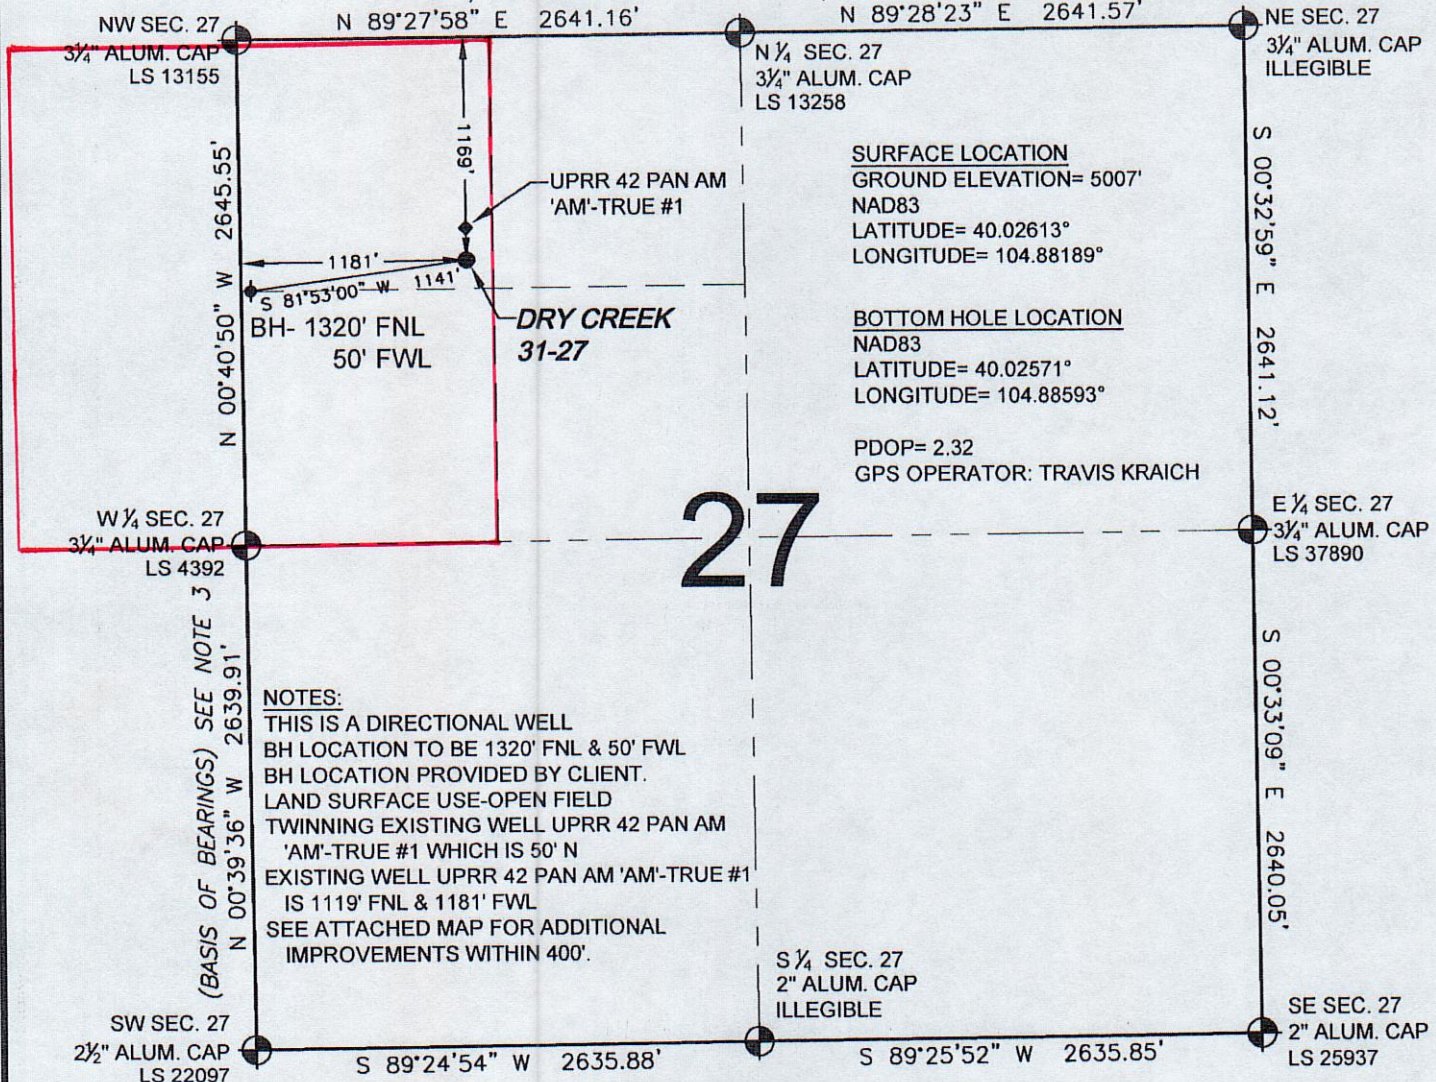 N 89°27'58" E 2641.16'
N 89°28'23" E 2641.57'
NW SEC. 27
3¼" ALUM. CAP
LS 13155
N ¼ SEC. 27
3¼" ALUM. CAP
LS 13258
NE SEC. 27
3¼" ALUM. CAP
ILLEGIBLE
N 00°40'50" W 2645.55'
1169'
UPRR 42 PAN AM
'AM'-TRUE #1
1181'
S 81°53'00" W 1141'
BH- 1320' FNL
50' FWL
DRY CREEK
31-27
SURFACE LOCATION
GROUND ELEVATION= 5007'
NAD83
LATITUDE= 40.02613°
LONGITUDE= 104.88189°
BOTTOM HOLE LOCATION
NAD83
LATITUDE= 40.02571°
LONGITUDE= 104.88593°
PDOP= 2.32
GPS OPERATOR: TRAVIS KRAICH
S 00°32'59" E 2641.12'
W ¼ SEC. 27
3¼" ALUM. CAP
LS 4392
27
E ¼ SEC. 27
3¼" ALUM. CAP
LS 37890
(BASIS OF BEARINGS) SEE NOTE 3
N 00°39'36" W 2639.91'
NOTES:
THIS IS A DIRECTIONAL WELL
BH LOCATION TO BE 1320' FNL & 50' FWL
BH LOCATION PROVIDED BY CLIENT.
LAND SURFACE USE-OPEN FIELD
TWINNING EXISTING WELL UPRR 42 PAN AM
'AM'-TRUE #1 WHICH IS 50' N
EXISTING WELL UPRR 42 PAN AM 'AM'-TRUE #1
IS 1119' FNL & 1181' FWL
SEE ATTACHED MAP FOR ADDITIONAL
IMPROVEMENTS WITHIN 400'.
S 00°33'09" E 2640.05'
SW SEC. 27
2½" ALUM. CAP
LS 22097
S 89°24'54" W 2635.88'
S ¼ SEC. 27
2" ALUM. CAP
ILLEGIBLE
S 89°25'52" W 2635.85'
SE SEC. 27
2" ALUM. CAP
LS 25937